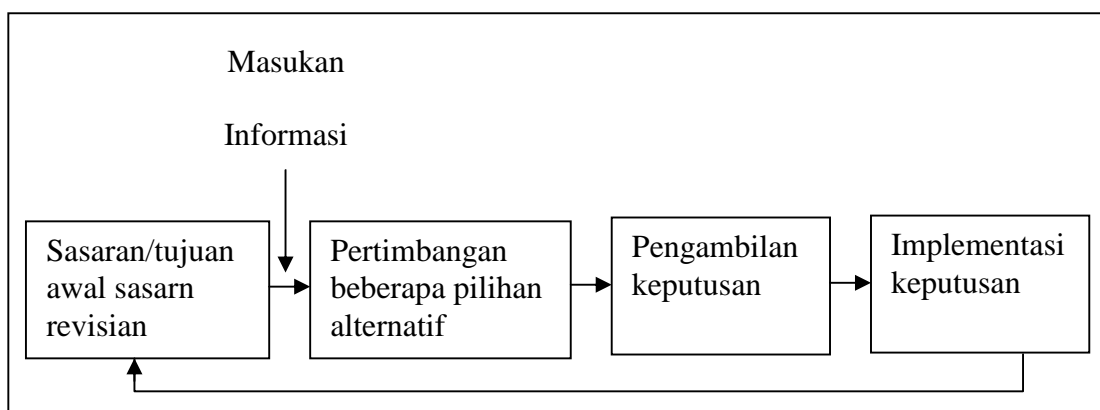 Masukan
Informasi
Sasaran/tujuan
awal sasarn
revisian
Pertimbangan
beberapa pilihan
alternatif
Pengambilan
keputusan
Implementasi
keputusan